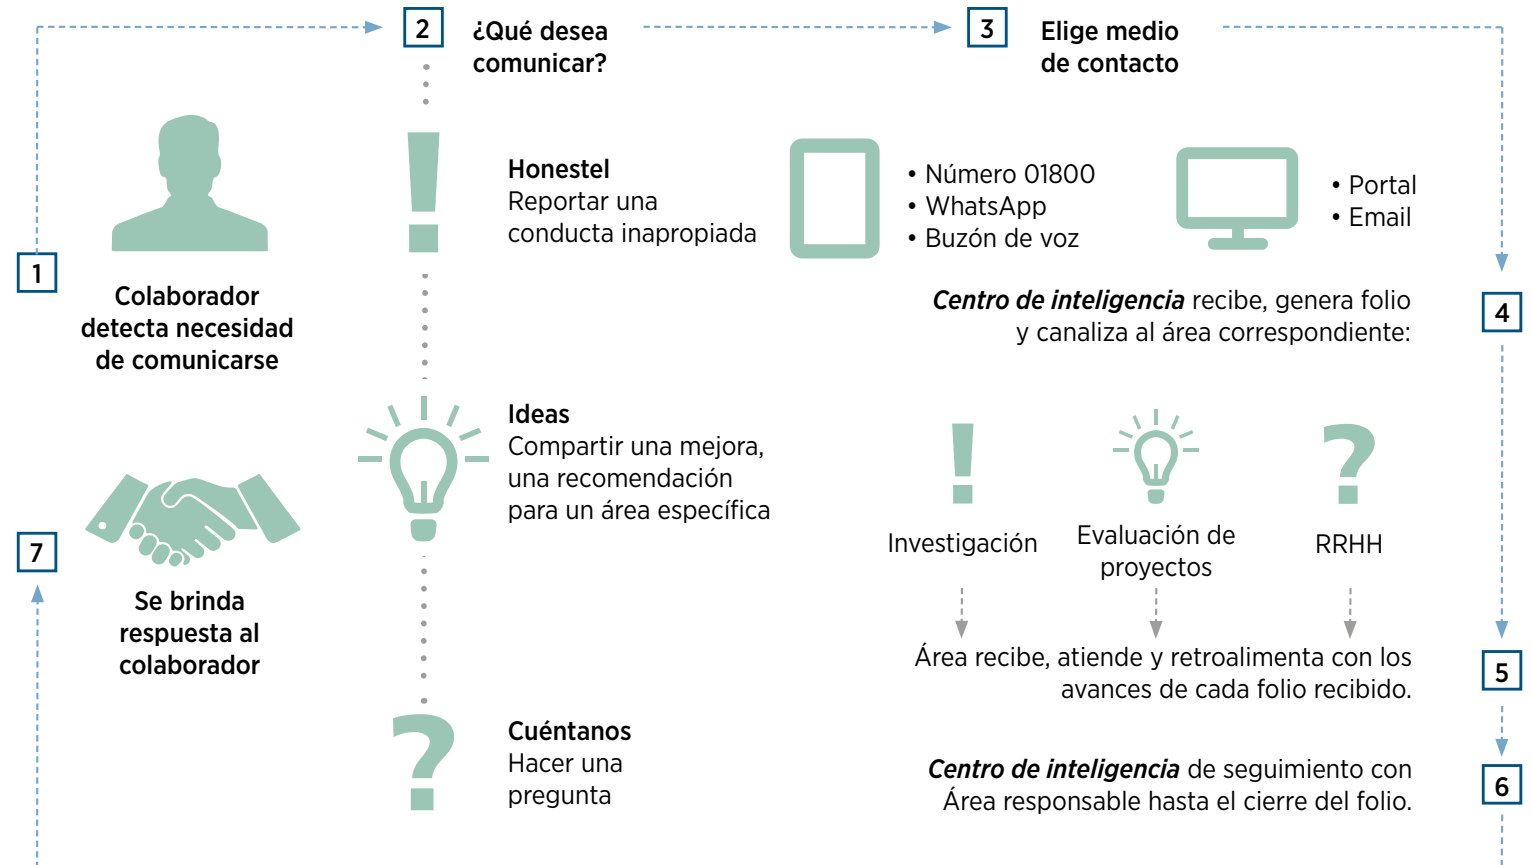 1
Colaborador
detecta necesidad
de comunicarse
2
¿Qué desea
comunicar?
!
Honestel
Reportar una
conducta inapropiada
Ideas
Compartir una mejora,
una recomendación
para un área específica
?
Cuéntanos
Hacer una
pregunta
3
Elige medio
de contacto
• Número 01800
• WhatsApp
• Buzón de voz
• Portal
• Email
4
Centro de inteligencia recibe, genera folio
y canaliza al área correspondiente:
!
Investigación
Evaluación de
proyectos
?
RRHH
5
Área recibe, atiende y retroalimenta con los
avances de cada folio recibido.
6
Centro de inteligencia de seguimiento con
Área responsable hasta el cierre del folio.
7
Se brinda
respuesta al
colaborador